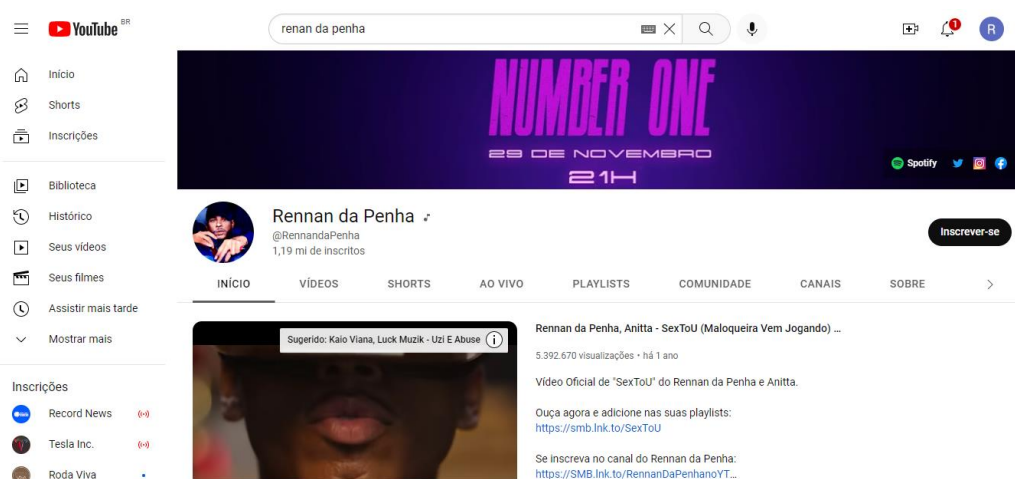 YouTube BR
renan da penha
1
R
Início
Shorts
Inscrições
Biblioteca
Histórico
Seus vídeos
Seus filmes
Assistir mais tarde
Mostrar mais
Inscrições
Record News
Tesla Inc.
Roda Viva
NUMBER ONE
29 DE NOVEMBRO
21H
Spotify
Rennan da Penha
@RennandaPenha
1,19 mi de inscritos
Inscrever-se
INÍCIO VÍDEOS SHORTS AO VIVO PLAYLISTS COMUNIDADE CANAIS SOBRE
Sugerido: Kaio Viana, Luck Muzik - Uzi E Abuse
Rennan da Penha, Anitta - SexToU (Maloqueira Vem Jogando) ...
5.392.670 visualizações • há 1 ano
Vídeo Oficial de "SexToU" do Rennan da Penha e Anitta.
Ouça agora e adicione nas suas playlists:
https://smb.lnk.to/SexToU
Se inscreva no canal do Rennan da Penha:
https://SMB.lnk.to/RennanDaPenhanoYT...